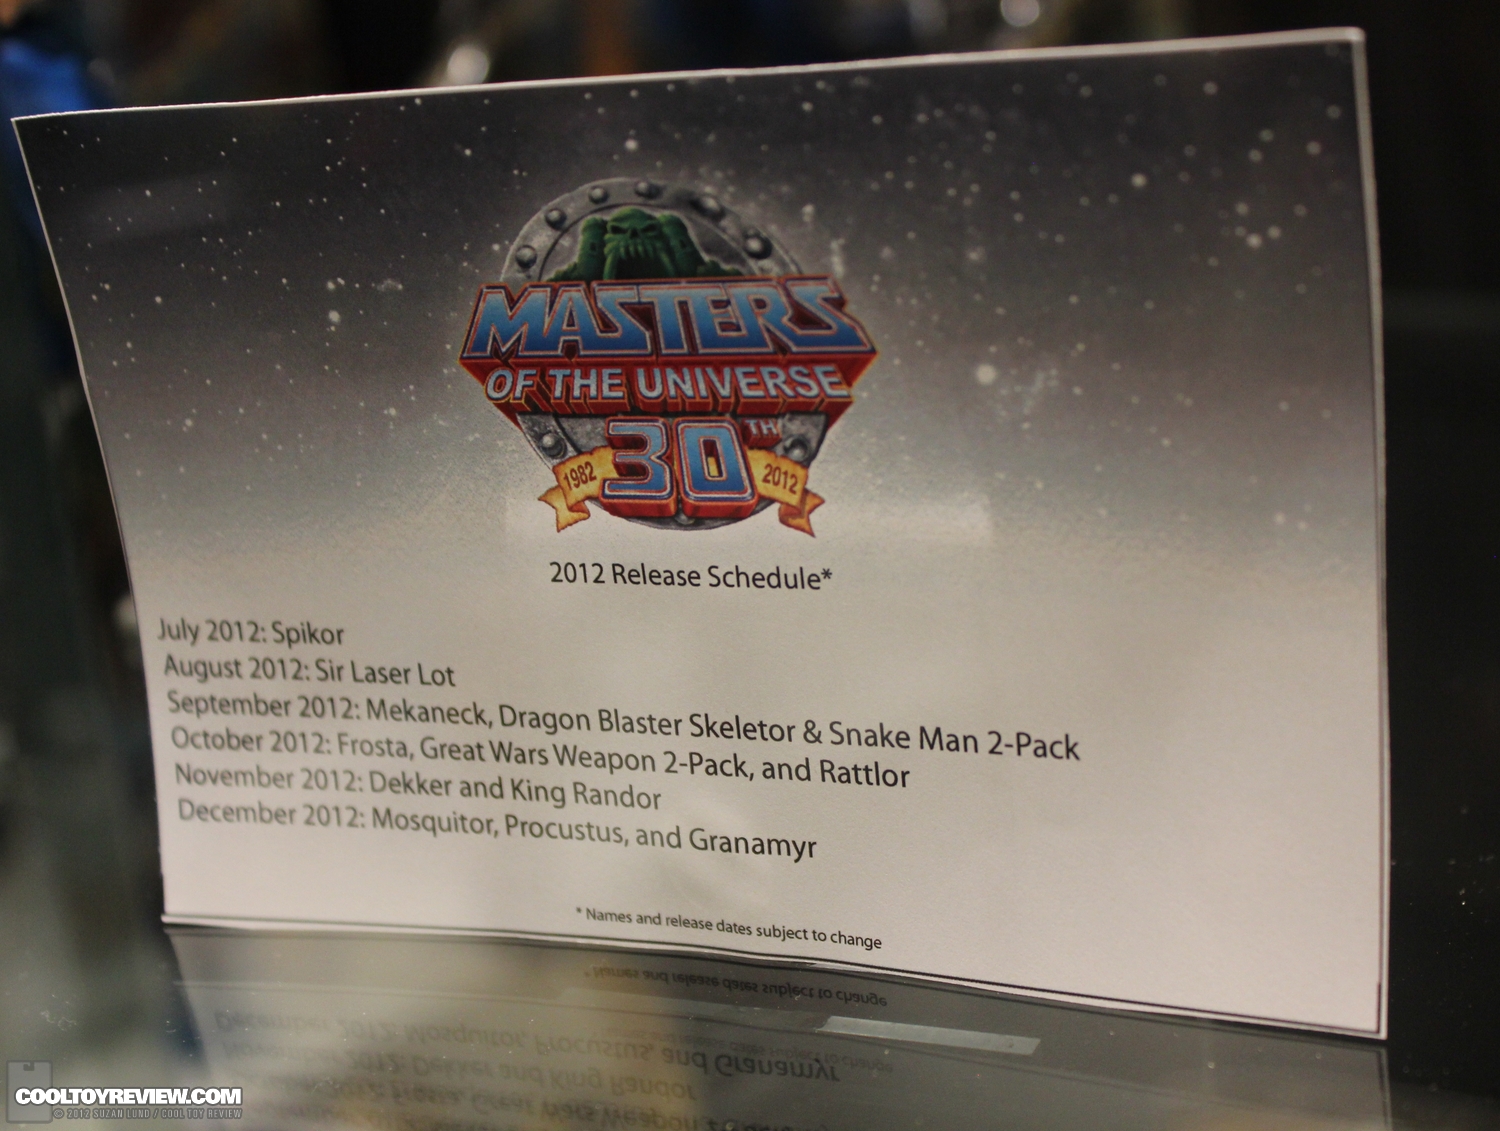 MASTERS
OF THE UNIVERSE
30TH
1982 2012
2012 Release Schedule*
July 2012: Spikor
August 2012: Sir Laser Lot
September 2012: Mekaneck, Dragon Blaster Skeletor & Snake Man 2-Pack
October 2012: Frosta, Great Wars Weapon 2-Pack, and Rattlor
November 2012: Dekker and King Randor
December 2012: Mosquitor, Procustus, and Granamyr
* Names and release dates subject to change
COOLTOYREVIEW.COM
© 2012 SUZAN LUND / COOL TOY REVIEW